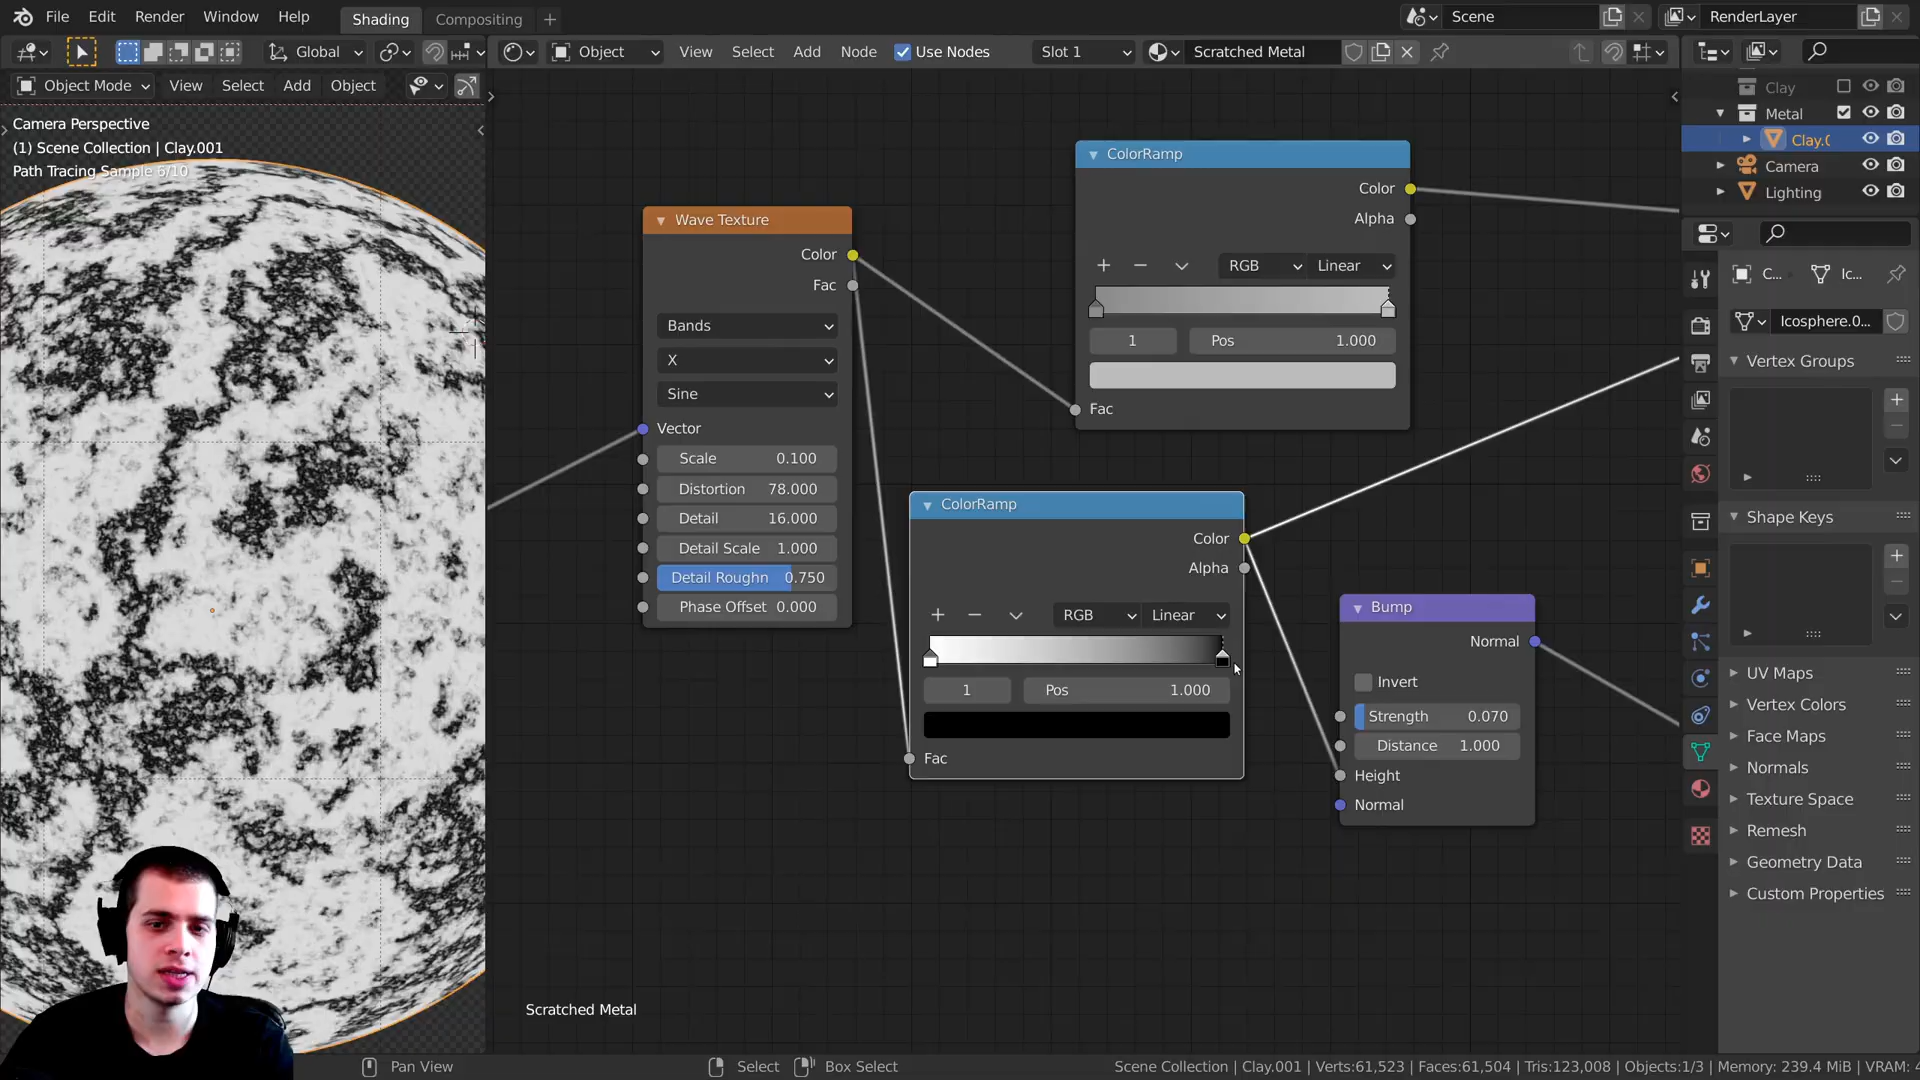 File Edit Render Window Help Shading Compositing + Scene RenderLayer
Global Object View Select Add Node Use Nodes Slot 1 Scratched Metal
Object Mode View Select Add Object
Camera Perspective
(1) Scene Collection | Clay.001
Path Tracing Sample 6/10
Wave Texture
Color
Fac
Bands
X
Sine
Vector
Scale 0.100
Distortion 78.000
Detail 16.000
Detail Scale 1.000
Detail Roughn 0.750
Phase Offset 0.000
ColorRamp
Color
Alpha
RGB Linear
1 Pos 1.000
Fac
ColorRamp
Color
Alpha
RGB Linear
1 Pos 1.000
Fac
Bump
Normal
Invert
Strength 0.070
Distance 1.000
Height
Normal
Scratched Metal
Clay
Metal
Clay.(
Camera
Lighting
C... Ic...
Icosphere.0...
Vertex Groups
Shape Keys
UV Maps
Vertex Colors
Face Maps
Normals
Texture Space
Remesh
Geometry Data
Custom Properties
Pan View Select Box Select Scene Collection | Clay.001 | Verts:61,523 | Faces:61,504 | Tris:123,008 | Objects:1/3 | Memory: 239.4 MiB | VRAM: